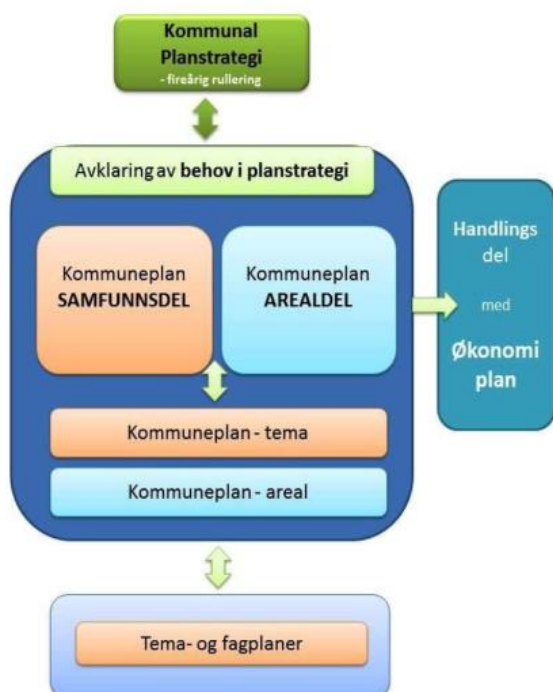 Kommunal
Planstrategi
- fireårig rullering
Avklaring av behov i planstrategi
Kommuneplan
SAMFUNNSDEL
Kommuneplan
AREALDEL
Handlings
del
med
Økonomi
plan
Kommuneplan - tema
Kommuneplan - areal
Tema- og fagplaner